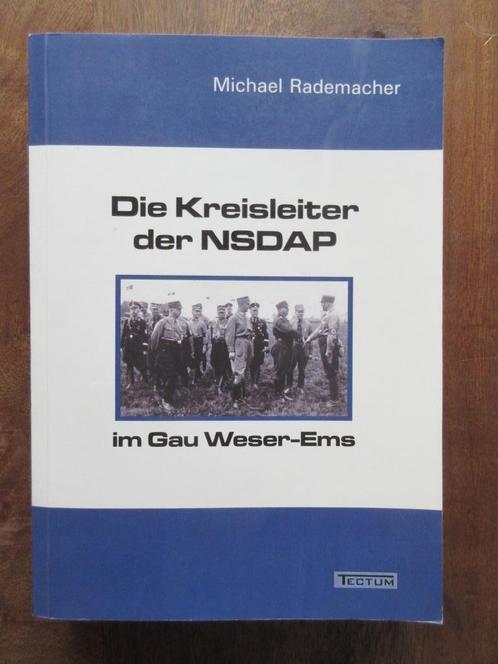 Michael Rademacher
Die Kreisleiter
der NSDAP
im Gau Weser-Ems
TECTUM